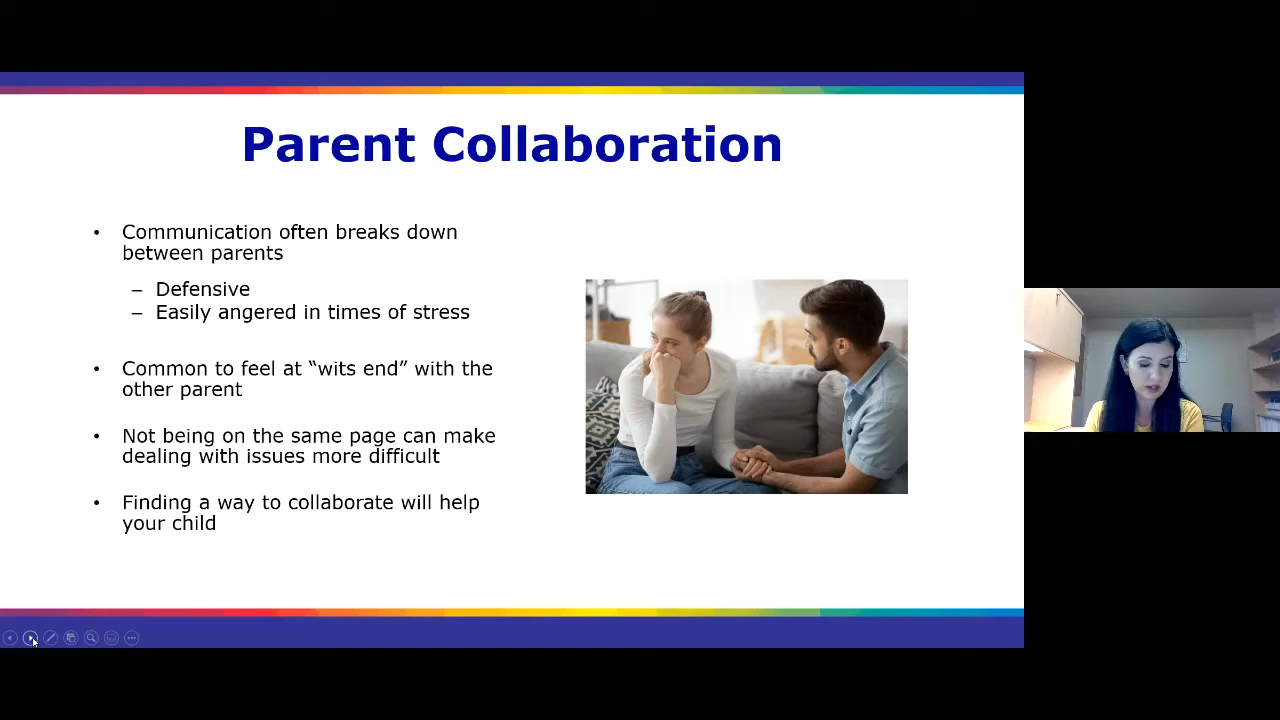 Parent Collaboration
• Communication often breaks down
between parents
– Defensive
– Easily angered in times of stress
• Common to feel at “wits end” with the
other parent
• Not being on the same page can make
dealing with issues more difficult
• Finding a way to collaborate will help
your child